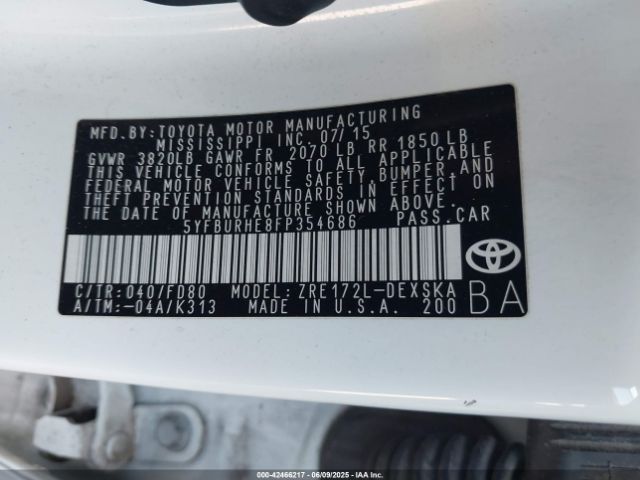 MFD.BY:TOYOTA MOTOR MANUFACTURING
MISSISSIPPI INC. 07/15
GVWR 3820LB GAWR FR 2070 LB RR 1850 LB
THIS VEHICLE CONFORMS TO ALL APPLICABLE
FEDERAL MOTOR VEHICLE SAFETY, BUMPER, AND
THEFT PREVENTION STANDARDS IN EFFECT ON
THE DATE OF MANUFACTURE SHOWN ABOVE.
5YFBURHE8FP354686 PASS.CAR
C/TR:040/FD80 MODEL: ZRE172L-DEXSKA
A/TM:-04A/K313 MADE IN U.S.A. 200 BA
00-42466217 - 06/09/2025 - IAA Inc.